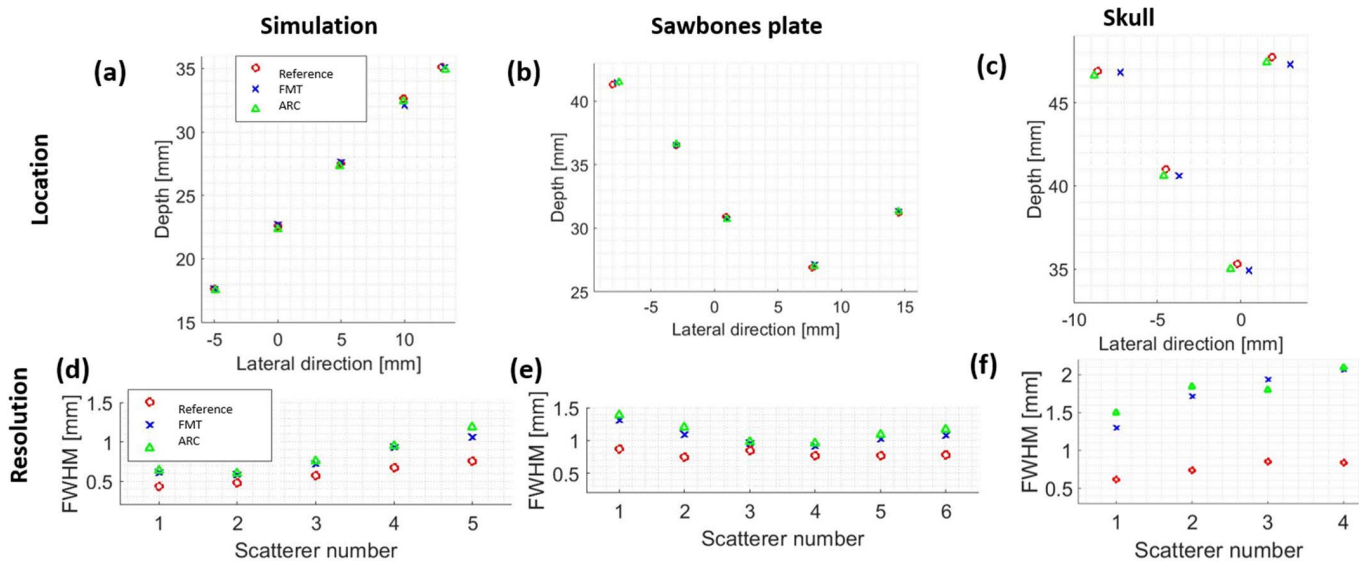 Simulation
Sawbones plate
Skull
Location
(a)
Reference
FMT
ARC
35
31
28
22
18
15
Depth [mm]
-5
0
5
10
Lateral direction [mm]
(b)
40
35
30
25
Depth [mm]
-5
0
5
10
15
Lateral direction [mm]
(c)
45
40
35
Depth [mm]
-10
-5
0
Lateral direction [mm]
Resolution
(d)
Reference
FMT
ARC
1.5
1
0.5
FWHM [mm]
1
2
3
4
5
Scatterer number
(e)
1.5
1
0.5
FWHM [mm]
1
2
3
4
5
6
Scatterer number
(f)
2
1.5
1
0.5
FWHM [mm]
1
2
3
4
Scatterer number